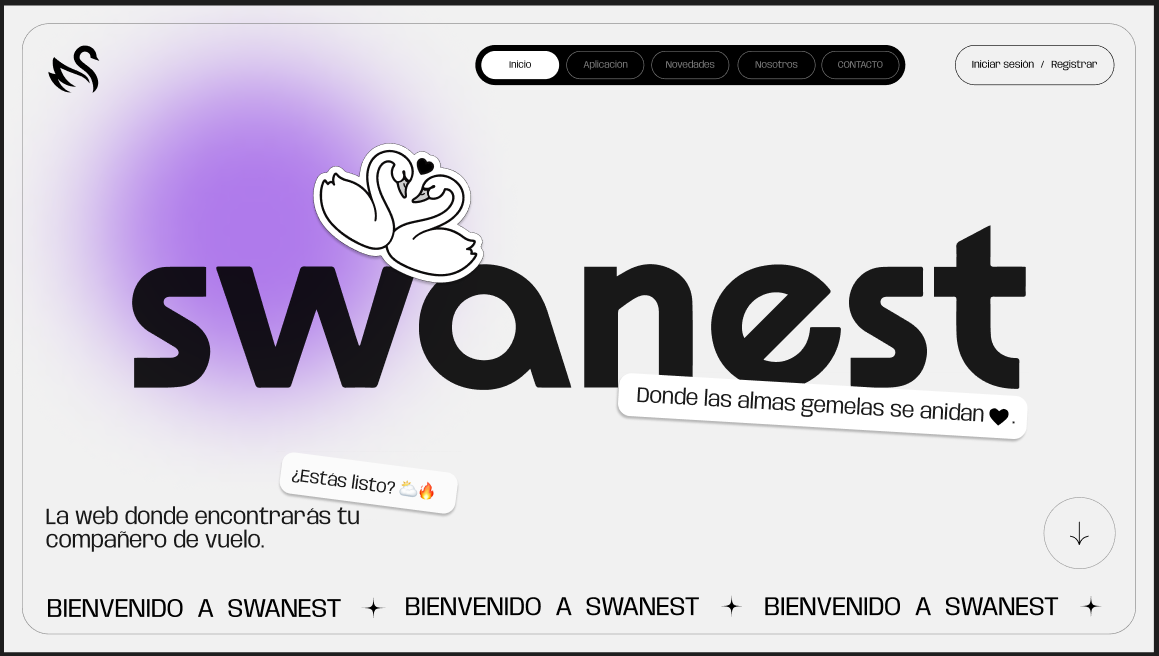 Inicio
Aplicacion
Novedades
Nosotros
CONTACTO
Iniciar sesión / Registrar
swanest
Donde las almas gemelas se anidan 🖤.
¿Estás listo? 🌥️🔥
La web donde encontrarás tu
compañero de vuelo.
BIENVENIDO A SWANEST ✦ BIENVENIDO A SWANEST ✦ BIENVENIDO A SWANEST ✦